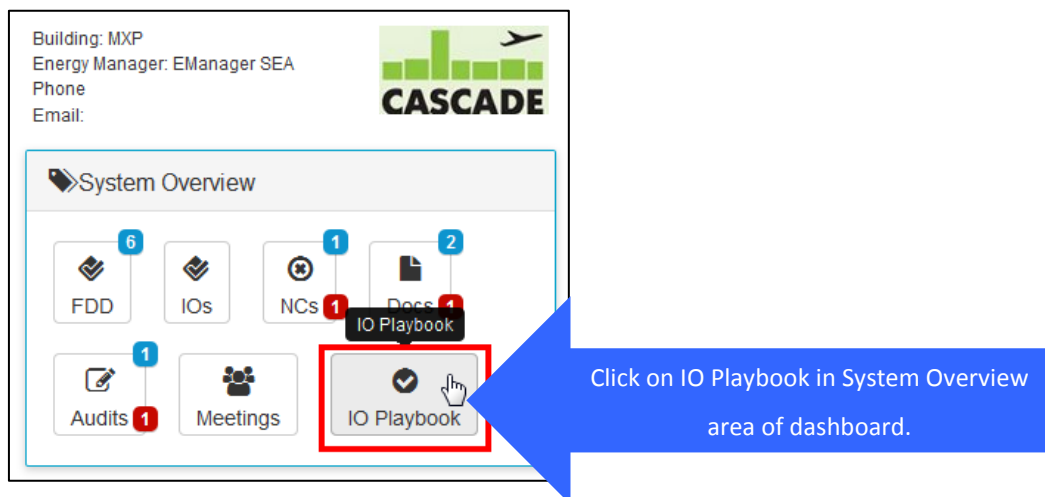 Building: MXP
Energy Manager: EManager SEA
Phone
Email:
CASCADE
System Overview
6
1
2
FDD
IOs
NCs 1
Docs 1
IO Playbook
1
Audits 1
Meetings
IO Playbook
Click on IO Playbook in System Overview
area of dashboard.